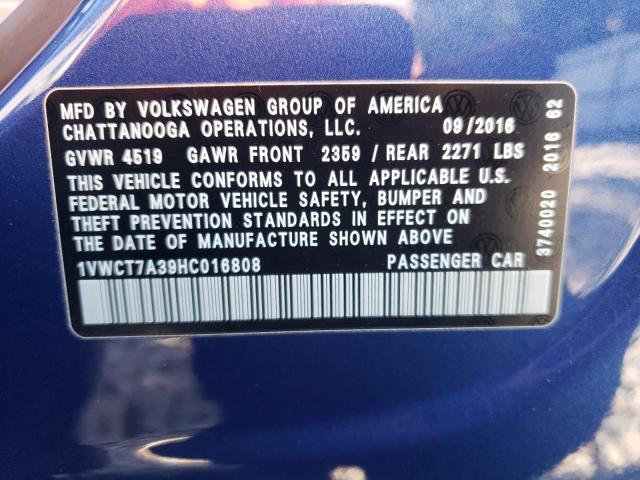 MFD BY VOLKSWAGEN GROUP OF AMERICA
CHATTANOOGA OPERATIONS, LLC. 09/2016
GVWR 4519 GAWR FRONT 2359 / REAR 2271 LBS
THIS VEHICLE CONFORMS TO ALL APPLICABLE U.S.
FEDERAL MOTOR VEHICLE SAFETY, BUMPER AND
THEFT PREVENTION STANDARDS IN EFFECT ON
THE DATE OF MANUFACTURE SHOWN ABOVE
1VWCT7A39HC016808 PASSENGER CAR
3740020 2016 62